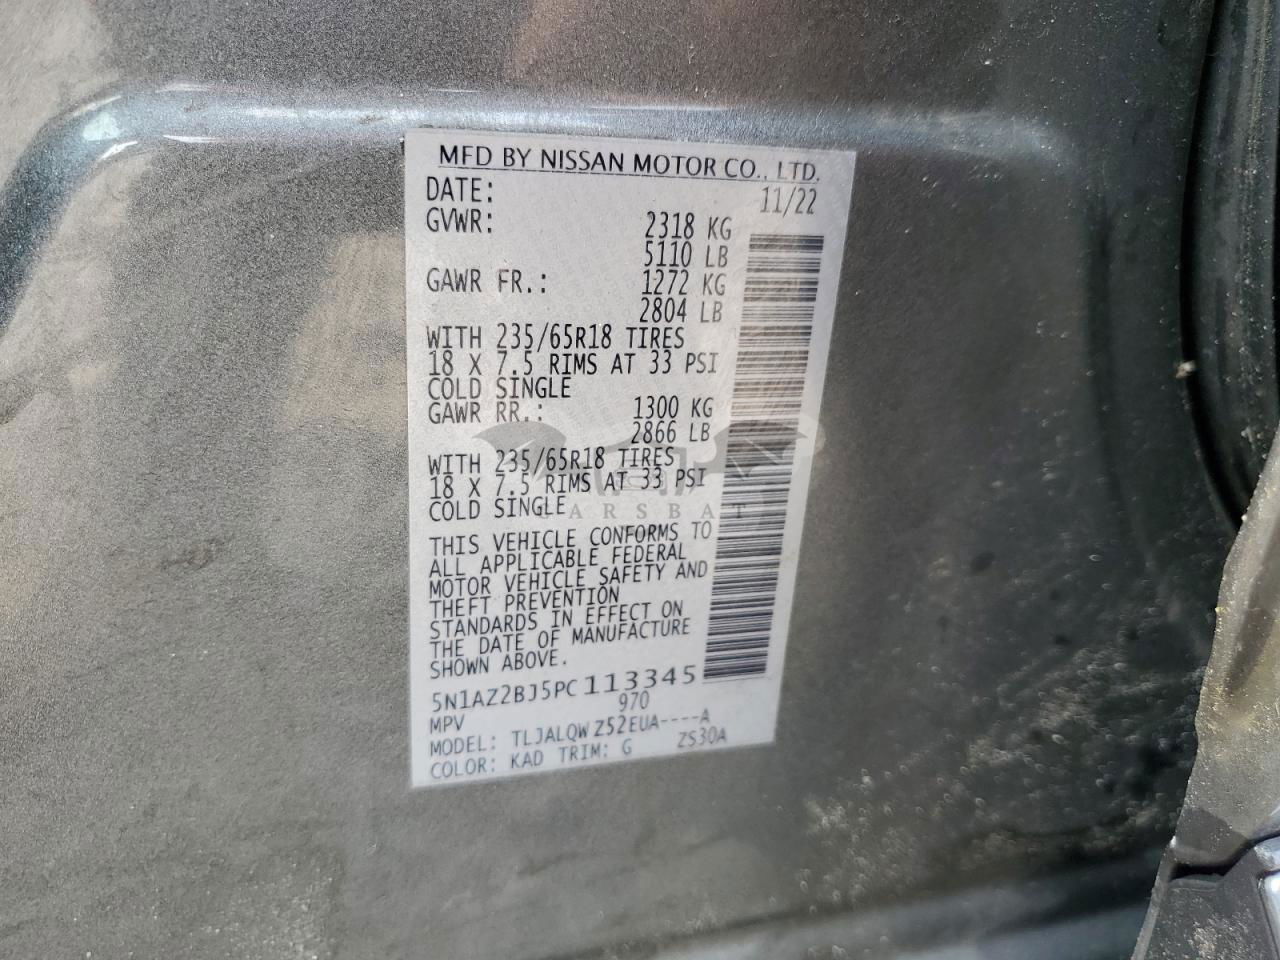 MFD BY NISSAN MOTOR CO., LTD.
DATE: 11/22
GVWR: 2318 KG
5110 LB
GAWR FR.: 1272 KG
2804 LB
WITH 235/65R18 TIRES
18 X 7.5 RIMS AT 33 PSI
COLD SINGLE
GAWR RR.: 1300 KG
2866 LB
WITH 235/65R18 TIRES
18 X 7.5 RIMS AT 33 PSI
COLD SINGLE
CARSBAT
THIS VEHICLE CONFORMS TO
ALL APPLICABLE FEDERAL
MOTOR VEHICLE SAFETY AND
THEFT PREVENTION
STANDARDS IN EFFECT ON
THE DATE OF MANUFACTURE
SHOWN ABOVE.
5N1AZ2BJ5PC113345
970
MPV
MODEL: TLJALQWZ52EUA----A
COLOR: KAD TRIM: G ZS30A